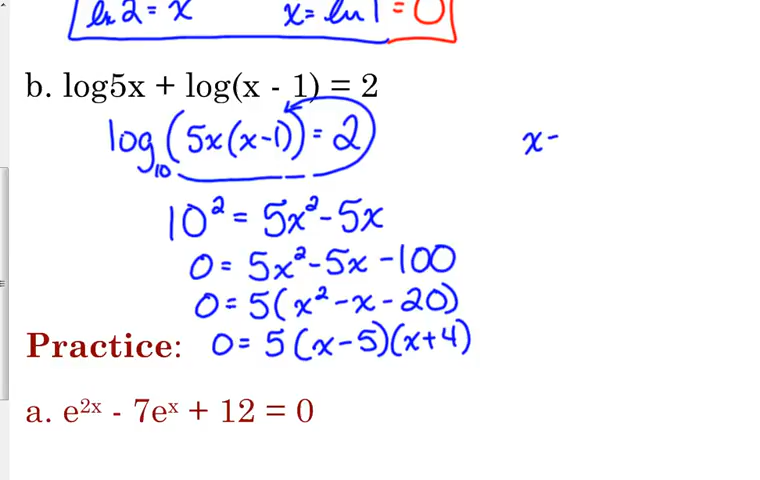 ln 2 = x x = ln 1 = 0
b. log5x + log(x - 1) = 2
log₁₀(5x(x-1)) = 2
x-
10² = 5x² - 5x
0 = 5x² - 5x - 100
0 = 5(x² - x - 20)
Practice: 0 = 5(x - 5)(x + 4)
a. e²ˣ - 7eˣ + 12 = 0